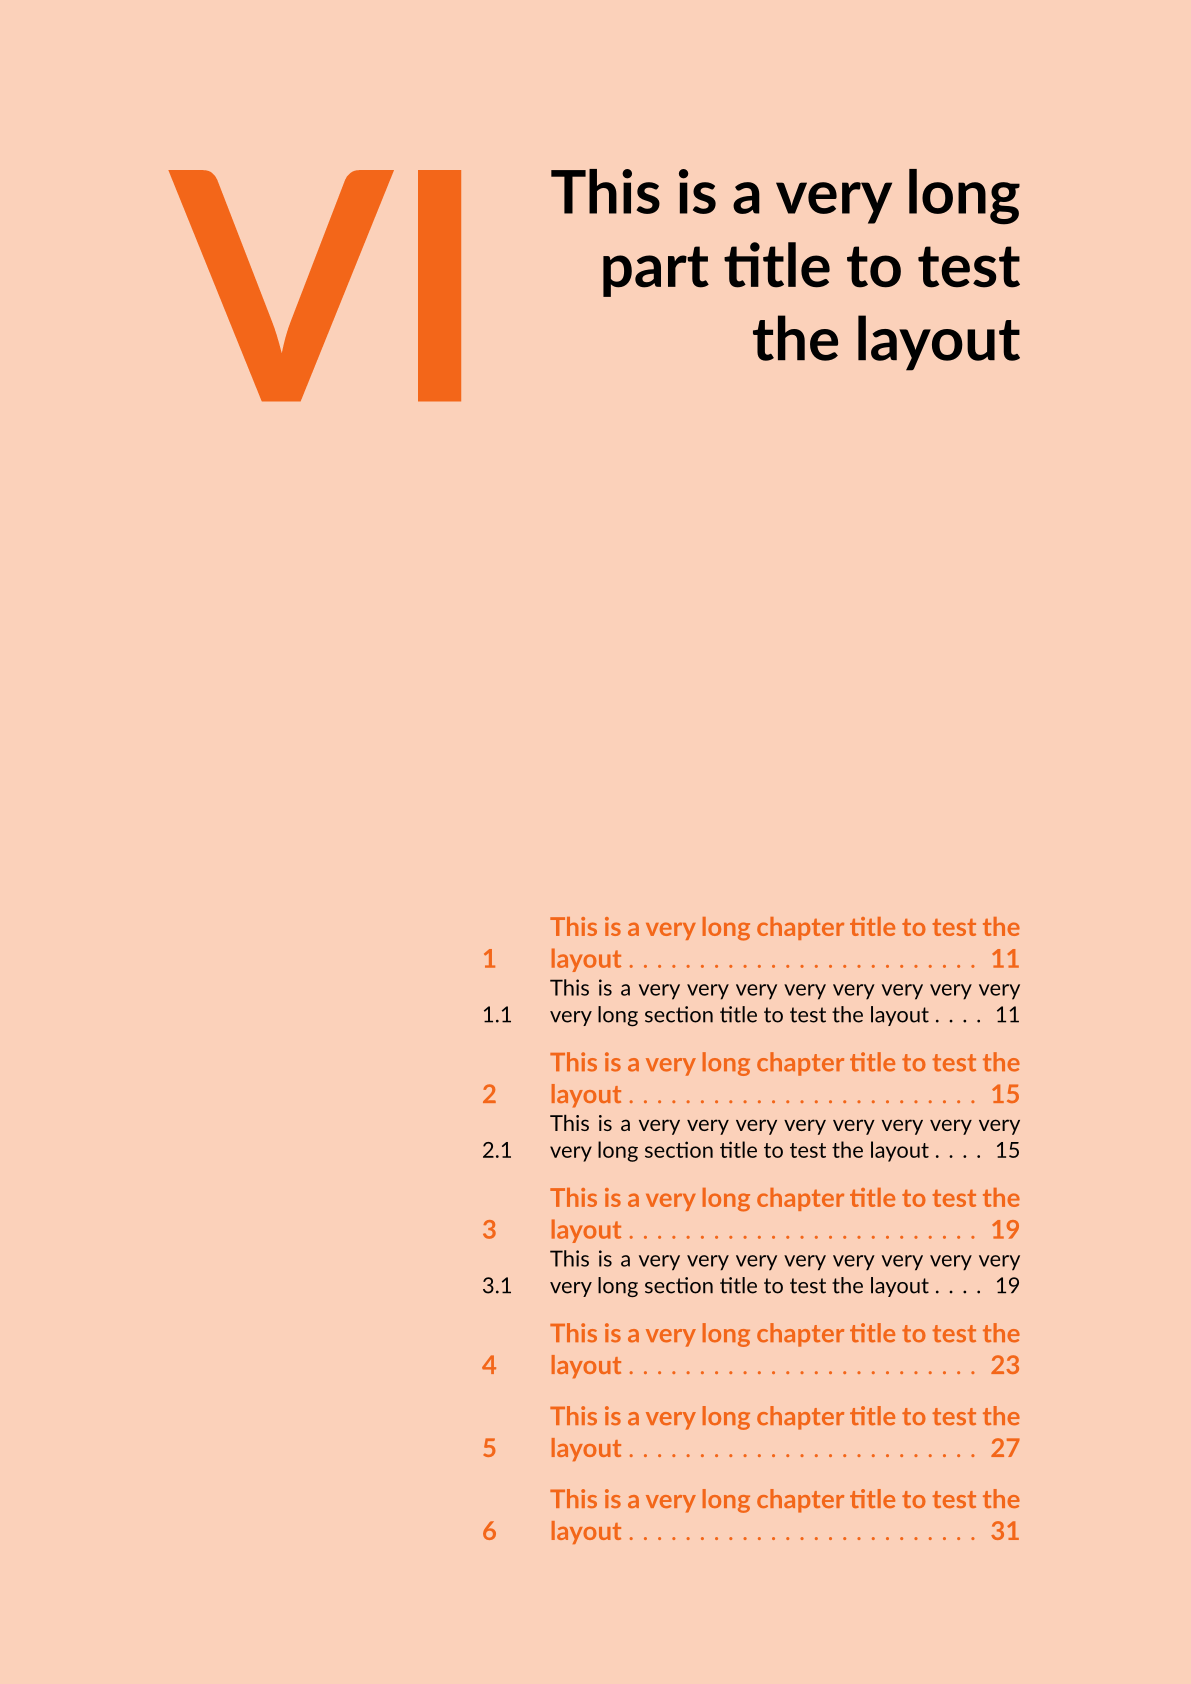 VI
This is a very long
part title to test
the layout
This is a very long chapter title to test the
1 layout . . . . . . . . . . . . . . . . . . . . . . . . . 11
This is a very very very very very very very very
1.1 very long section title to test the layout . . . . 11
This is a very long chapter title to test the
2 layout . . . . . . . . . . . . . . . . . . . . . . . . . 15
This is a very very very very very very very very
2.1 very long section title to test the layout . . . . 15
This is a very long chapter title to test the
3 layout . . . . . . . . . . . . . . . . . . . . . . . . . 19
This is a very very very very very very very very
3.1 very long section title to test the layout . . . . 19
This is a very long chapter title to test the
4 layout . . . . . . . . . . . . . . . . . . . . . . . . . 23
This is a very long chapter title to test the
5 layout . . . . . . . . . . . . . . . . . . . . . . . . . 27
This is a very long chapter title to test the
6 layout . . . . . . . . . . . . . . . . . . . . . . . . . 31